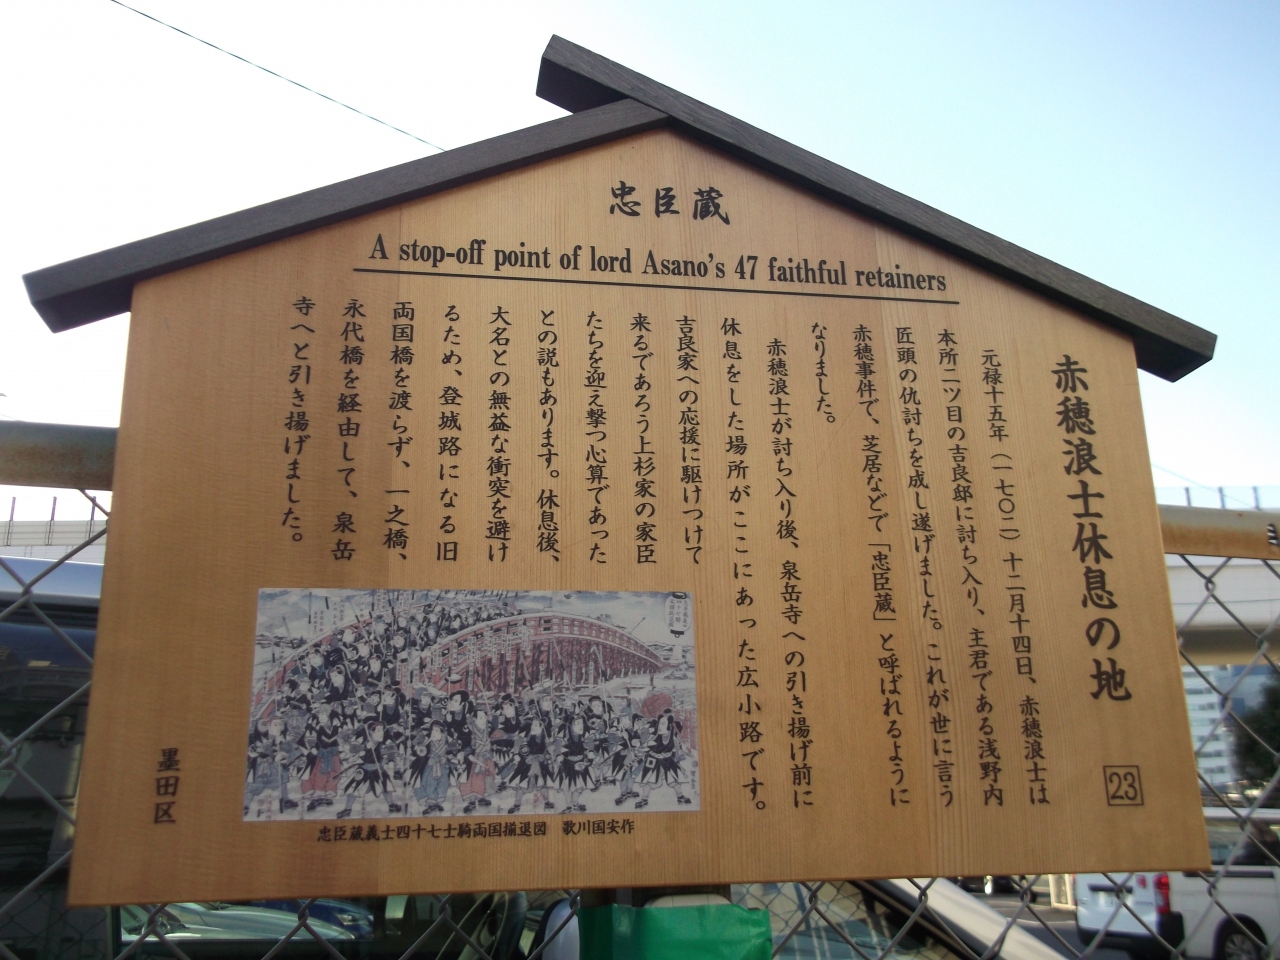 忠臣蔵
A stop-off point of lord Asano's 47 faithful retainers
赤穂浪士休息の地
23
元禄十五年（一七〇二）十二月十四日、赤穂浪士は
本所二ツ目の吉良邸に討ち入り、主君である浅野内
匠頭の仇討ちを成し遂げました。これが世に言う
赤穂事件で、芝居などで「忠臣蔵」と呼ばれるように
なりました。
赤穂浪士が討ち入り後、泉岳寺への引き揚げ前に
休息をした場所がここにあった広小路です。
吉良家への応援に駆けつけて
来るであろう上杉家の家臣
たちを迎え撃つ心算であった
との説もあります。休息後、
大名との無益な衝突を避け
るため、登城路になる旧
両国橋を渡らず、一之橋、
永代橋を経由して、泉岳
寺へと引き揚げました。
忠臣蔵義士四十七士騎両国揃退図　歌川国安作
墨田区